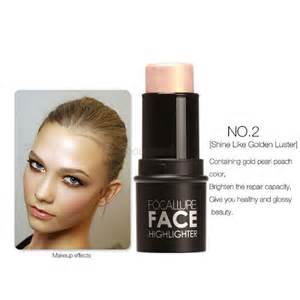 NO.2
[Shine Like Golden Luster]
Containing gold pearl peach
color,
Brighten the repair capacity,
Give you healthy and glossy
beauty.
FOCALLURE
FACE
HIGHLIGHTER
Makeup effects